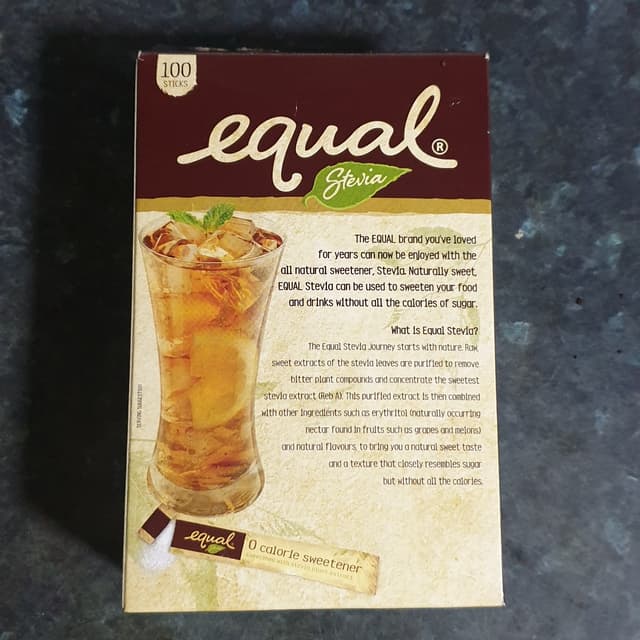 100
STICKS
equal®
Stevia
The EQUAL brand you've loved
for years can now be enjoyed with the
all natural sweetener, Stevia. Naturally sweet,
EQUAL Stevia can be used to sweeten your food
and drinks without all the calories of sugar.
What is Equal Stevia?
The Equal Stevia journey starts with nature. Raw,
sweet extracts of the stevia leaves are purified to remove
bitter plant compounds and concentrate the sweetest
stevia extract (Reb A). This purified extract is then combined
with other ingredients such as erythritol (naturally occurring
nectar found in fruits such as grapes and melons)
and natural flavours, to bring you a natural sweet taste
and a texture that closely resembles sugar
but without all the calories.
SERVING SUGGESTION
equal
0 calorie sweetener